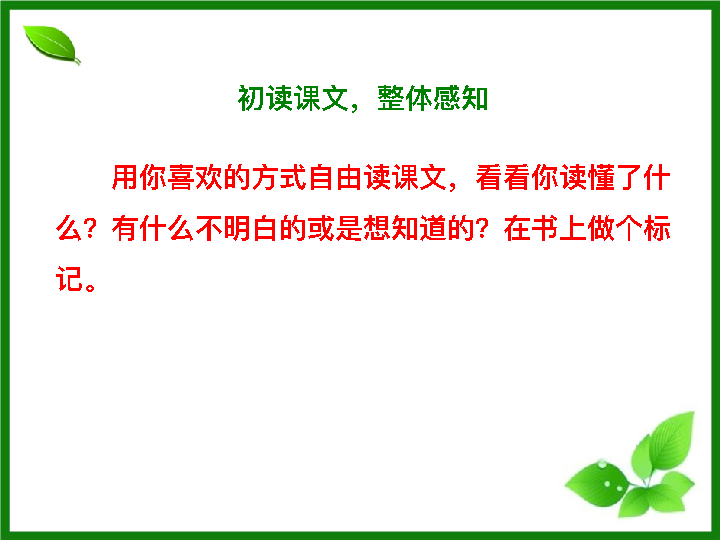 初读课文，整体感知
用你喜欢的方式自由读课文，看看你读懂了什
么？有什么不明白的或是想知道的？在书上做个标
记。